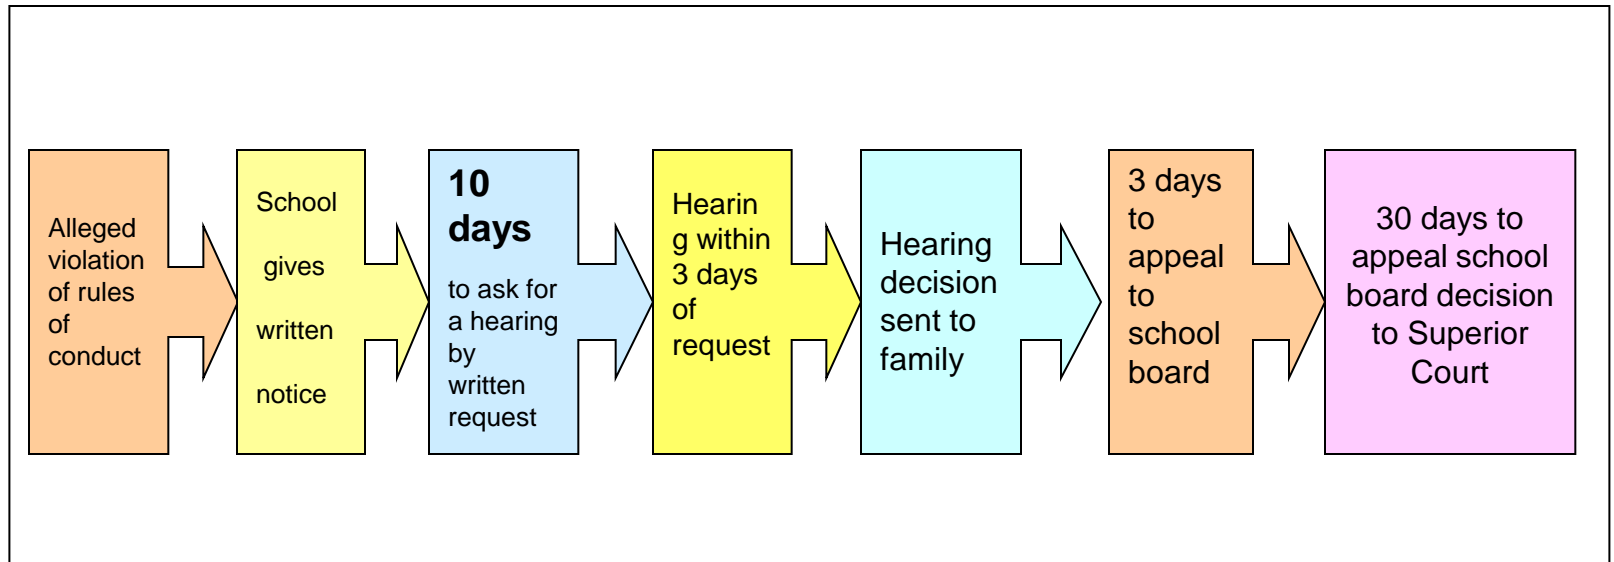 Alleged
violation
of rules
of
conduct
School
gives
written
notice
10
days
to ask for
a hearing
by
written
request
Hearin
g within
3 days
of
request
Hearing
decision
sent to
family
3 days
to
appeal
to
school
board
30 days to
appeal school
board decision
to Superior
Court